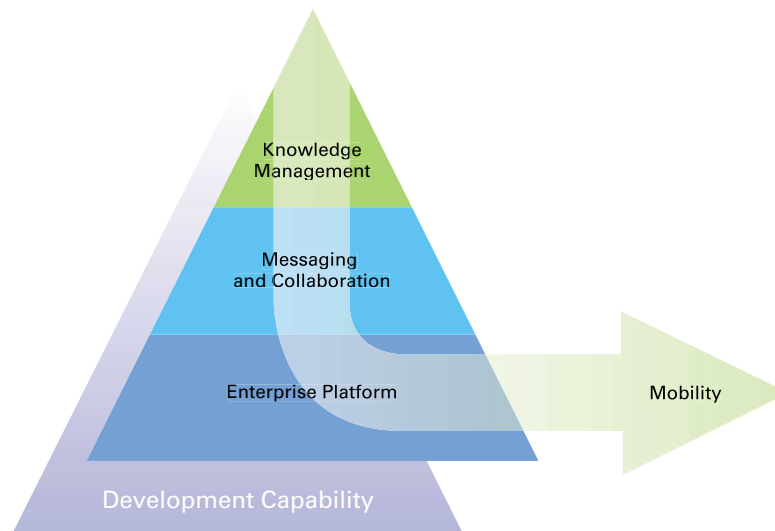 Knowledge
Management
Messaging
and Collaboration
Enterprise Platform
Mobility
Development Capability